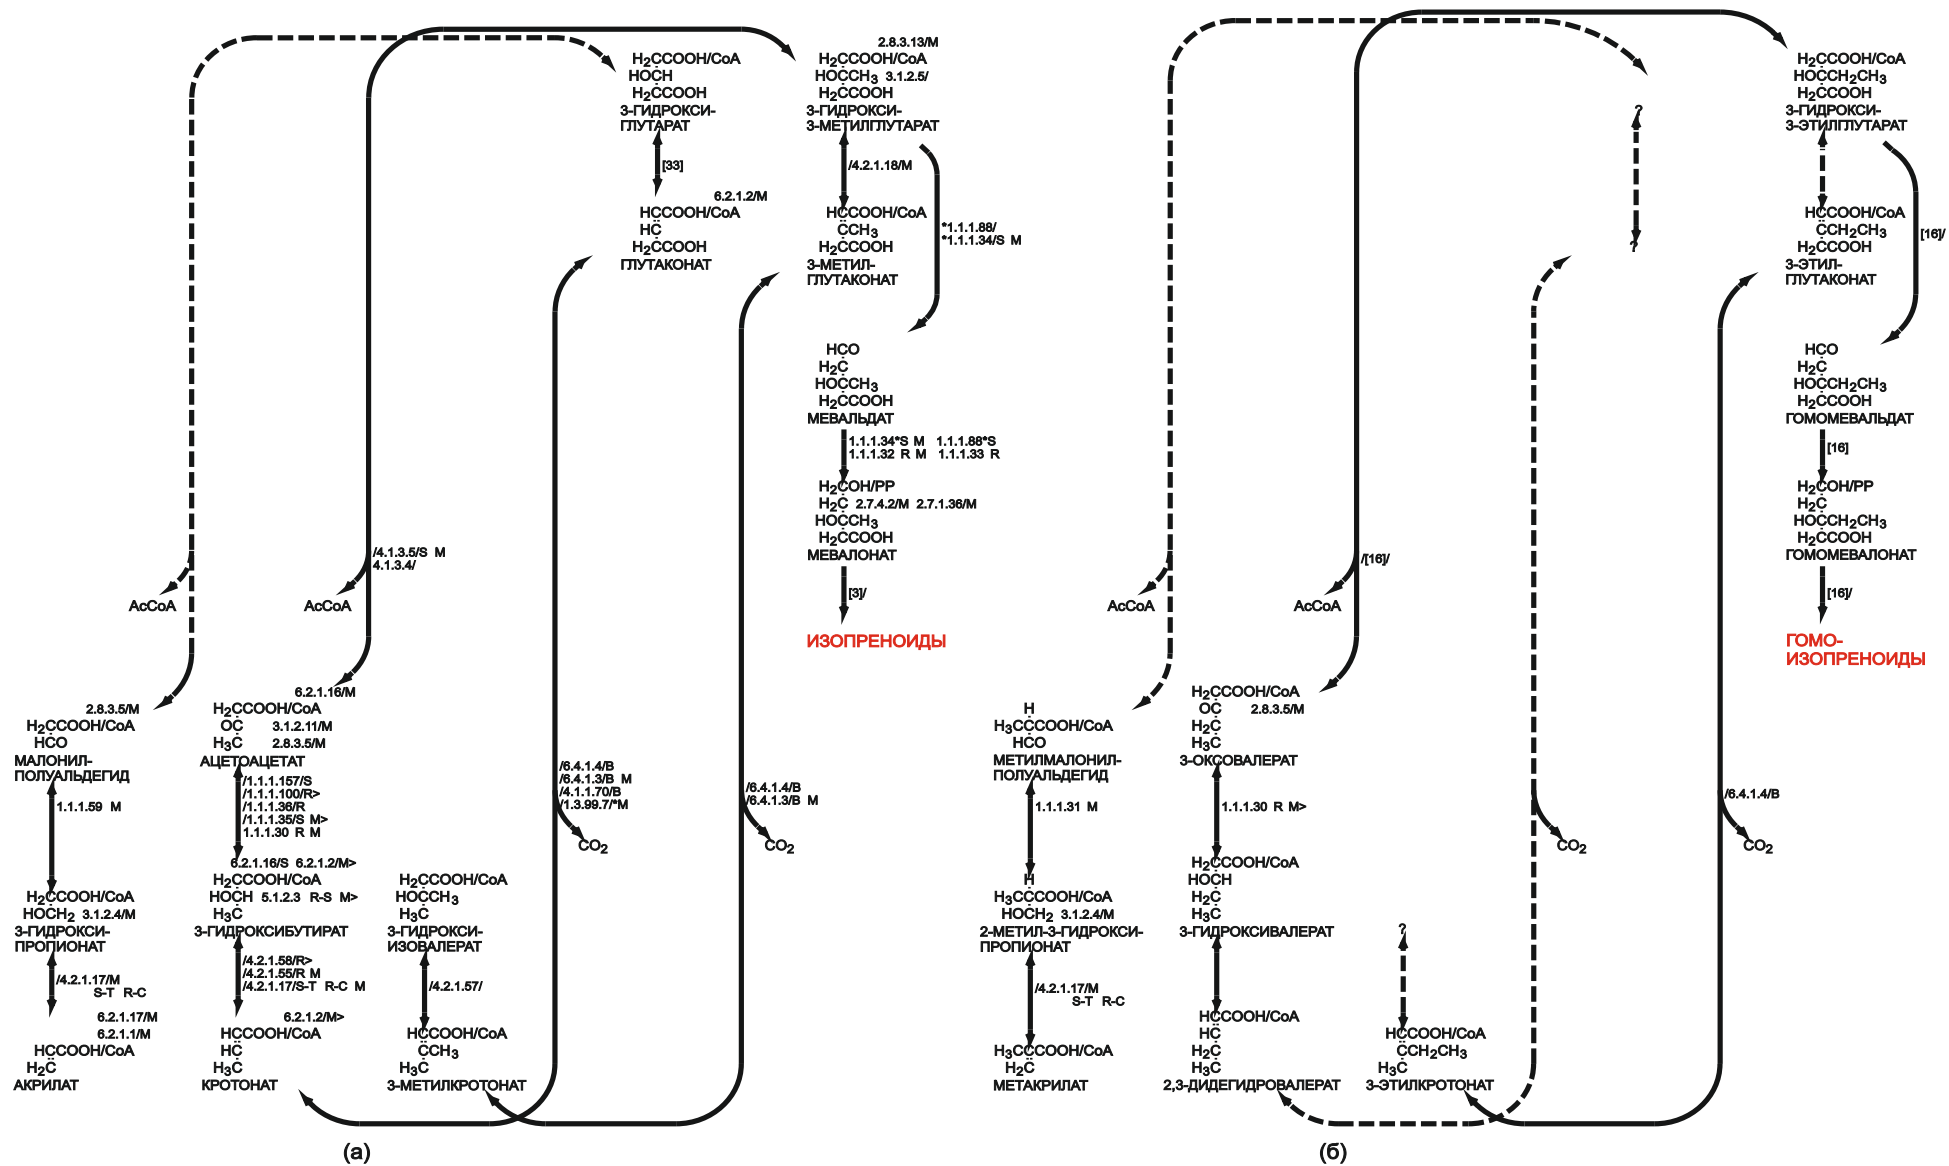 2.8.3.13/M
H2CCOOH/CoA
HOCH
H2CCOOH
3-ГИДРОКСИ-
ГЛУТАРАТ
H2CCOOH/CoA
HOCCH3 3.1.2.5/
H2CCOOH
3-ГИДРОКСИ-
3-МЕТИЛГЛУТАРАТ
[33]
/4.2.1.18/M
6.2.1.2/M
HCCOOH/CoA
HC
H2CCOOH
ГЛУТАКОНАТ
HCCOOH/CoA
CCH3
H2CCOOH
3-МЕТИЛ-
ГЛУТАКОНАТ
*1.1.1.88/
*1.1.1.34/S M
HCO
H2C
HOCCH3
H2CCOOH
МЕВАЛЬДАТ
1.1.1.34*S M 1.1.1.88*S
1.1.1.32 R M 1.1.1.33 R
H2COH/PP
H2C 2.7.4.2/M 2.7.1.36/M
HOCCH3
H2CCOOH
МЕВАЛОНАТ
[3]/
ИЗОПРЕНОИДЫ
/4.1.3.5/S M
4.1.3.4/
AcCoA
AcCoA
2.8.3.5/M
H2CCOOH/CoA
HCO
МАЛОНИЛ-
ПОЛУАЛЬДЕГИД
6.2.1.16/M
H2CCOOH/CoA
OC 3.1.2.11/M
H3C 2.8.3.5/M
АЦЕТОАЦЕТАТ
1.1.1.59 M
/1.1.1.157/S
/1.1.1.100/R>
/1.1.1.36/R
/1.1.1.35/S M>
1.1.1.30 R M
/6.4.1.4/B
/6.4.1.3/B M
/4.1.1.70/B
/1.3.99.7/*M
CO2
/6.4.1.4/B
/6.4.1.3/B M
CO2
H2CCOOH/CoA
HOCH2 3.1.2.4/M
3-ГИДРОКСИ-
ПРОПИОНАТ
6.2.1.16/S 6.2.1.2/M>
H2CCOOH/CoA
HOCH 5.1.2.3 R-S M>
H3C
3-ГИДРОКСИБУТИРАТ
H2CCOOH/CoA
HOCCH3
H3C
3-ГИДРОКСИ-
ИЗОВАЛЕРАТ
/4.2.1.17/M
S-T R-C
/4.2.1.58/R>
/4.2.1.55/R M
/4.2.1.17/S-T R-C M
/4.2.1.57/
6.2.1.17/M
6.2.1.1/M
HCCOOH/CoA
H2C
АКРИЛАТ
6.2.1.2/M>
HCCOOH/CoA
HC
H3C
КРОТОНАТ
HCCOOH/CoA
CCH3
H3C
3-МЕТИЛКРОТОНАТ
(а)
?
?
H2CCOOH/CoA
HOCCH2CH3
H2CCOOH
3-ГИДРОКСИ-
3-ЭТИЛГЛУТАРАТ
HCCOOH/CoA
CCH2CH3
H2CCOOH
3-ЭТИЛ-
ГЛУТАКОНАТ
[16]/
HCO
H2C
HOCCH2CH3
H2CCOOH
ГОМОМЕВАЛЬДАТ
[16]
H2COH/PP
H2C
HOCCH2CH3
H2CCOOH
ГОМОМЕВАЛОНАТ
[16]/
ГОМО-
ИЗОПРЕНОИДЫ
/[16]/
AcCoA
AcCoA
H
H3CCCOOH/CoA
HCO
МЕТИЛМАЛОНИЛ-
ПОЛУАЛЬДЕГИД
H2CCOOH/CoA
OC 2.8.3.5/M
H2C
H3C
3-ОКСОВАЛЕРАТ
1.1.1.31 M
1.1.1.30 R M>
CO2
/6.4.1.4/B
CO2
H
H3CCCOOH/CoA
HOCH2 3.1.2.4/M
2-МЕТИЛ-3-ГИДРОКСИ-
ПРОПИОНАТ
H2CCOOH/CoA
HOCH
H2C
H3C
3-ГИДРОКСИВАЛЕРАТ
?
/4.2.1.17/M
S-T R-C
H3CCCOOH/CoA
H2C
МЕТАКРИЛАТ
HCCOOH/CoA
HC
H2C
H3C
2,3-ДИДЕГИДРОВАЛЕРАТ
HCCOOH/CoA
CCH2CH3
H3C
3-ЭТИЛКРОТОНАТ
(б)